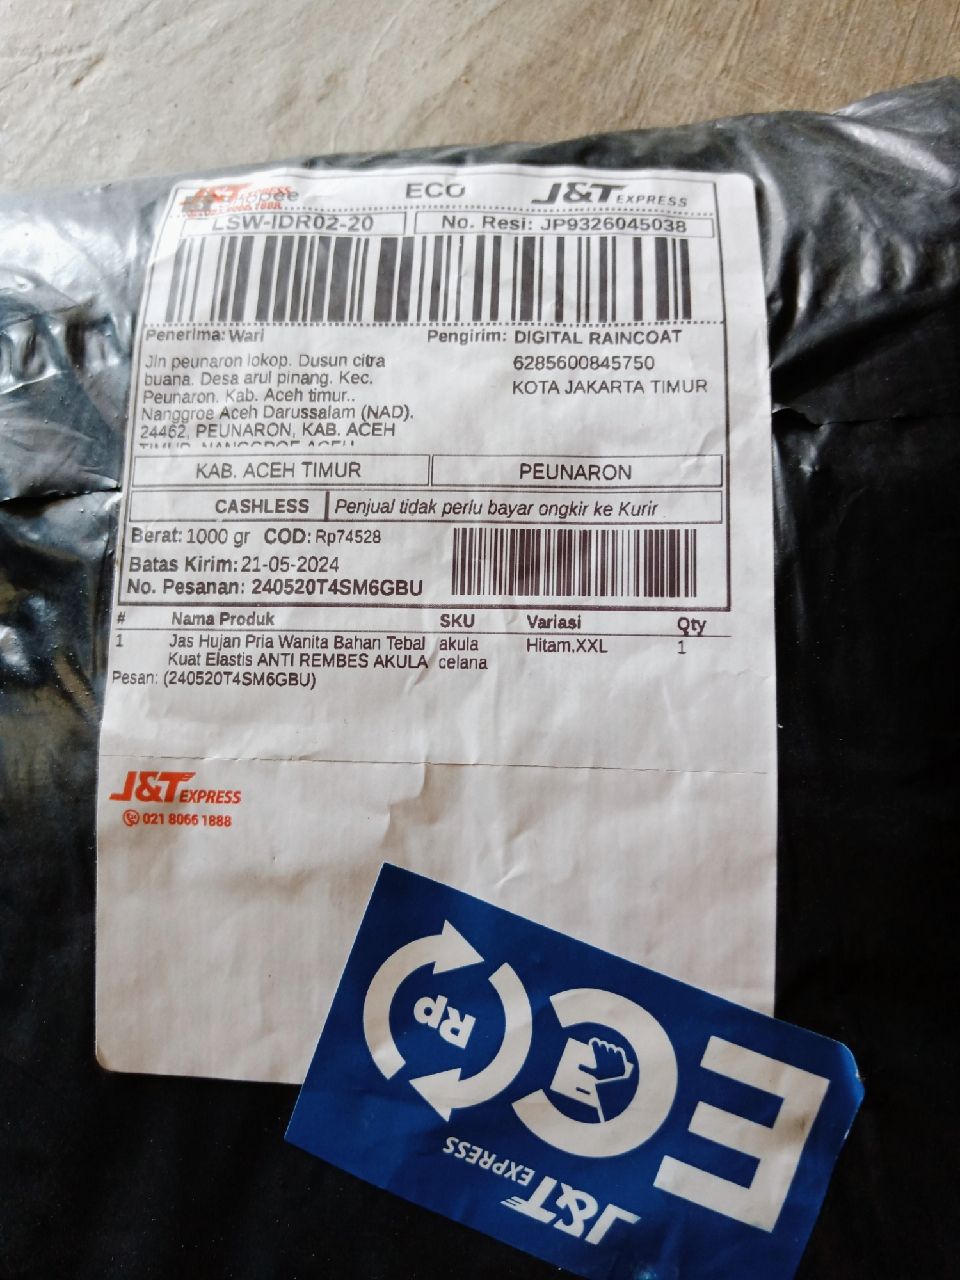 ECO
J&T EXPRESS
LSW-IDR02-20
No. Resi: JP9326045038
Penerima: Wari
Pengirim: DIGITAL RAINCOAT
Jln peunaron lokop. Dusun citra
buana. Desa arul pinang. Kec.
Peunaron. Kab. Aceh timur..
Nanggroe Aceh Darussalam (NAD).
24462, PEUNARON, KAB. ACEH
6285600845750
KOTA JAKARTA TIMUR
KAB. ACEH TIMUR
PEUNARON
CASHLESS
Penjual tidak perlu bayar ongkir ke Kurir
Berat: 1000 gr COD: Rp74528
Batas Kirim: 21-05-2024
No. Pesanan: 240520T4SM6GBU
# Nama Produk SKU Variasi Qty
1 Jas Hujan Pria Wanita Bahan Tebal akula Hitam,XXL 1
Kuat Elastis ANTI REMBES AKULA celana
Pesan: (240520T4SM6GBU)
J&T EXPRESS
021 8066 1888
ECO
Rp
J&T EXPRESS